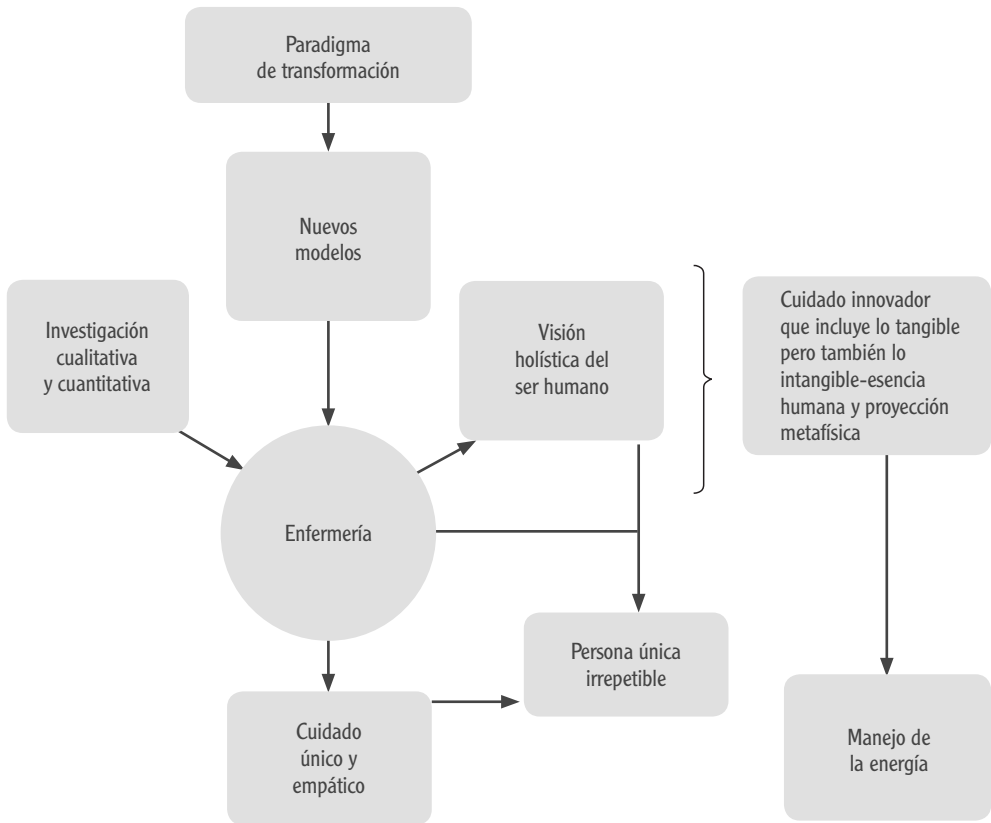 Paradigma
de transformación
Nuevos
modelos
Investigación
cualitativa
y cuantitativa
Visión
holística del
ser humano
Cuidado innovador
que incluye lo tangible
pero también lo
intangible-esencia
humana y proyección
metafísica
Enfermería
Persona única
irrepetible
Cuidado
único y
empático
Manejo de
la energía